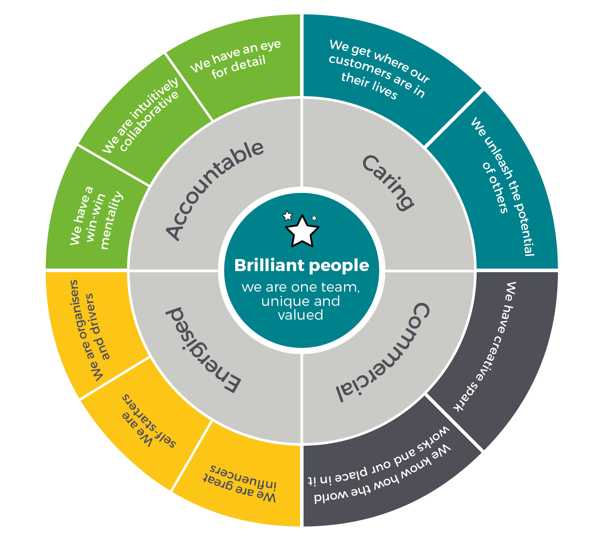 Brilliant people
we are one team,
unique and
valued
Accountable
Caring
Commercial
Energised
We have an eye
for detail
We get where our
customers are in
their lives
We unleash the potential
of others
We have creative spark
We know how the world
works and our place in it
We are great
influencers
We are
self-starters
We are organisers
and drivers
We have a
win-win
mentality
We are intuitively
collaborative